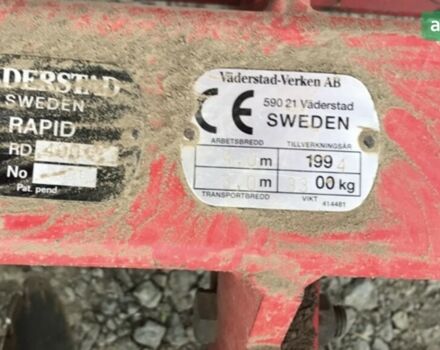 DERSTAD
SWEDEN
RAPID
RD
No
Pat. pend
Väderstad-Verken AB
CE 590 21 Väderstad
SWEDEN
ARBETSBREDD TILLVERKNINGSÅR
m 1994
m 00 kg
TRANSPORTBREDD VIKT
414481
a